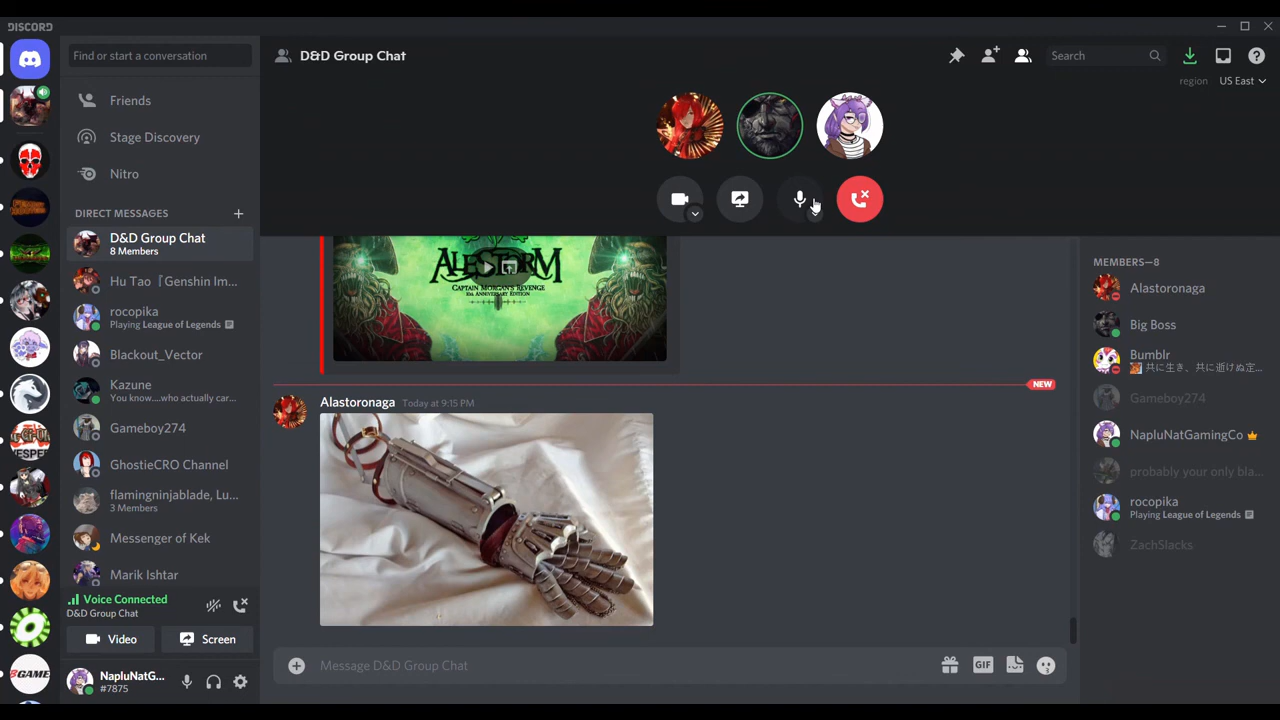 DISCORD
Find or start a conversation
Friends
Stage Discovery
Nitro
DIRECT MESSAGES
D&D Group Chat
8 Members
Hu Tao『Genshin Im...
rocopika
Playing League of Legends
Blackout_Vector
Kazune
You know....who actually car...
Gameboy274
GhostieCRO Channel
flamingninjablade, Lu...
3 Members
Messenger of Kek
Marik Ishtar
Voice Connected
D&D Group Chat
Video
Screen
NapluNatG...
#7875
D&D Group Chat
Search
region
US East
ALESTORM
CAPTAIN MORGAN'S REVENGE
10TH ANNIVERSARY EDITION
NEW
Alastoronaga Today at 9:15 PM
Message D&D Group Chat
GIF
MEMBERS—8
Alastoronaga
Big Boss
Bumblr
共に生き、共に逝けぬ定...
Gameboy274
NapluNatGamingCo
probably your only bla...
rocopika
Playing League of Legends
ZachSlacks